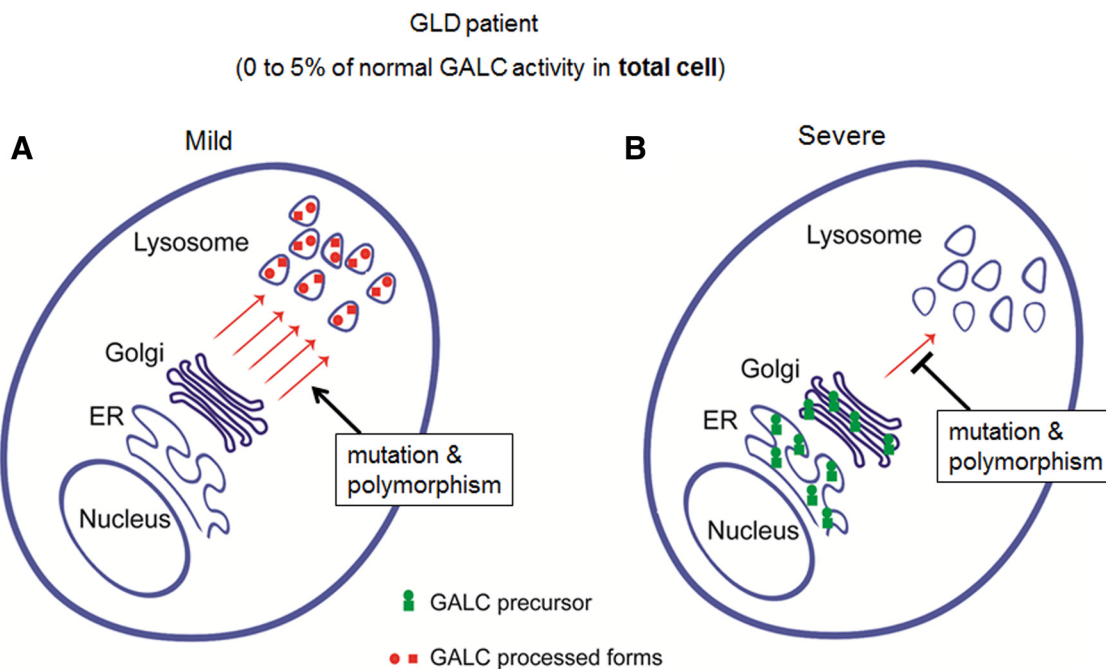 GLD patient
(0 to 5% of normal GALC activity in total cell)
A
Mild
Lysosome
Golgi
ER
Nucleus
mutation &
polymorphism
B
Severe
Lysosome
Golgi
ER
Nucleus
mutation &
polymorphism
GALC precursor
GALC processed forms